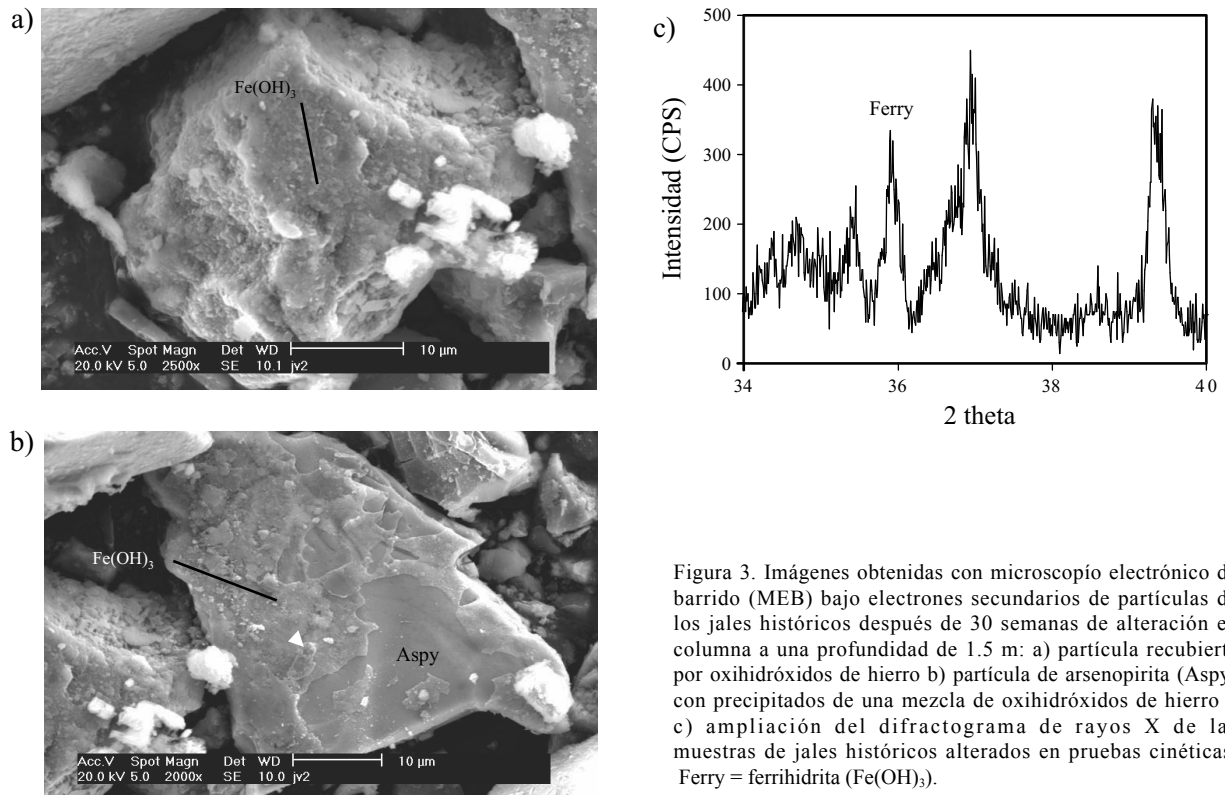 a)
Fe(OH)3
Acc.V Spot Magn Det WD 10 µm
20.0 kV 5.0 2500x SE 10.1 jv2
b)
Fe(OH)3
Aspy
Acc.V Spot Magn Det WD 10 µm
20.0 kV 5.0 2000x SE 10.0 jv2
c)
500
400
300
200
100
0
Intensidad (CPS)
Ferry
34 36 38 40
2 theta
Figura 3. Imágenes obtenidas con microscopío electrónico d
barrido (MEB) bajo electrones secundarios de partículas d
los jales históricos después de 30 semanas de alteración e
columna a una profundidad de 1.5 m: a) partícula recubiert
por oxihidróxidos de hierro b) partícula de arsenopirita (Aspy
con precipitados de una mezcla de oxihidróxidos de hierro
c) ampliación del difractograma de rayos X de la
muestras de jales históricos alterados en pruebas cinéticas
Ferry = ferrihidrita (Fe(OH)3).